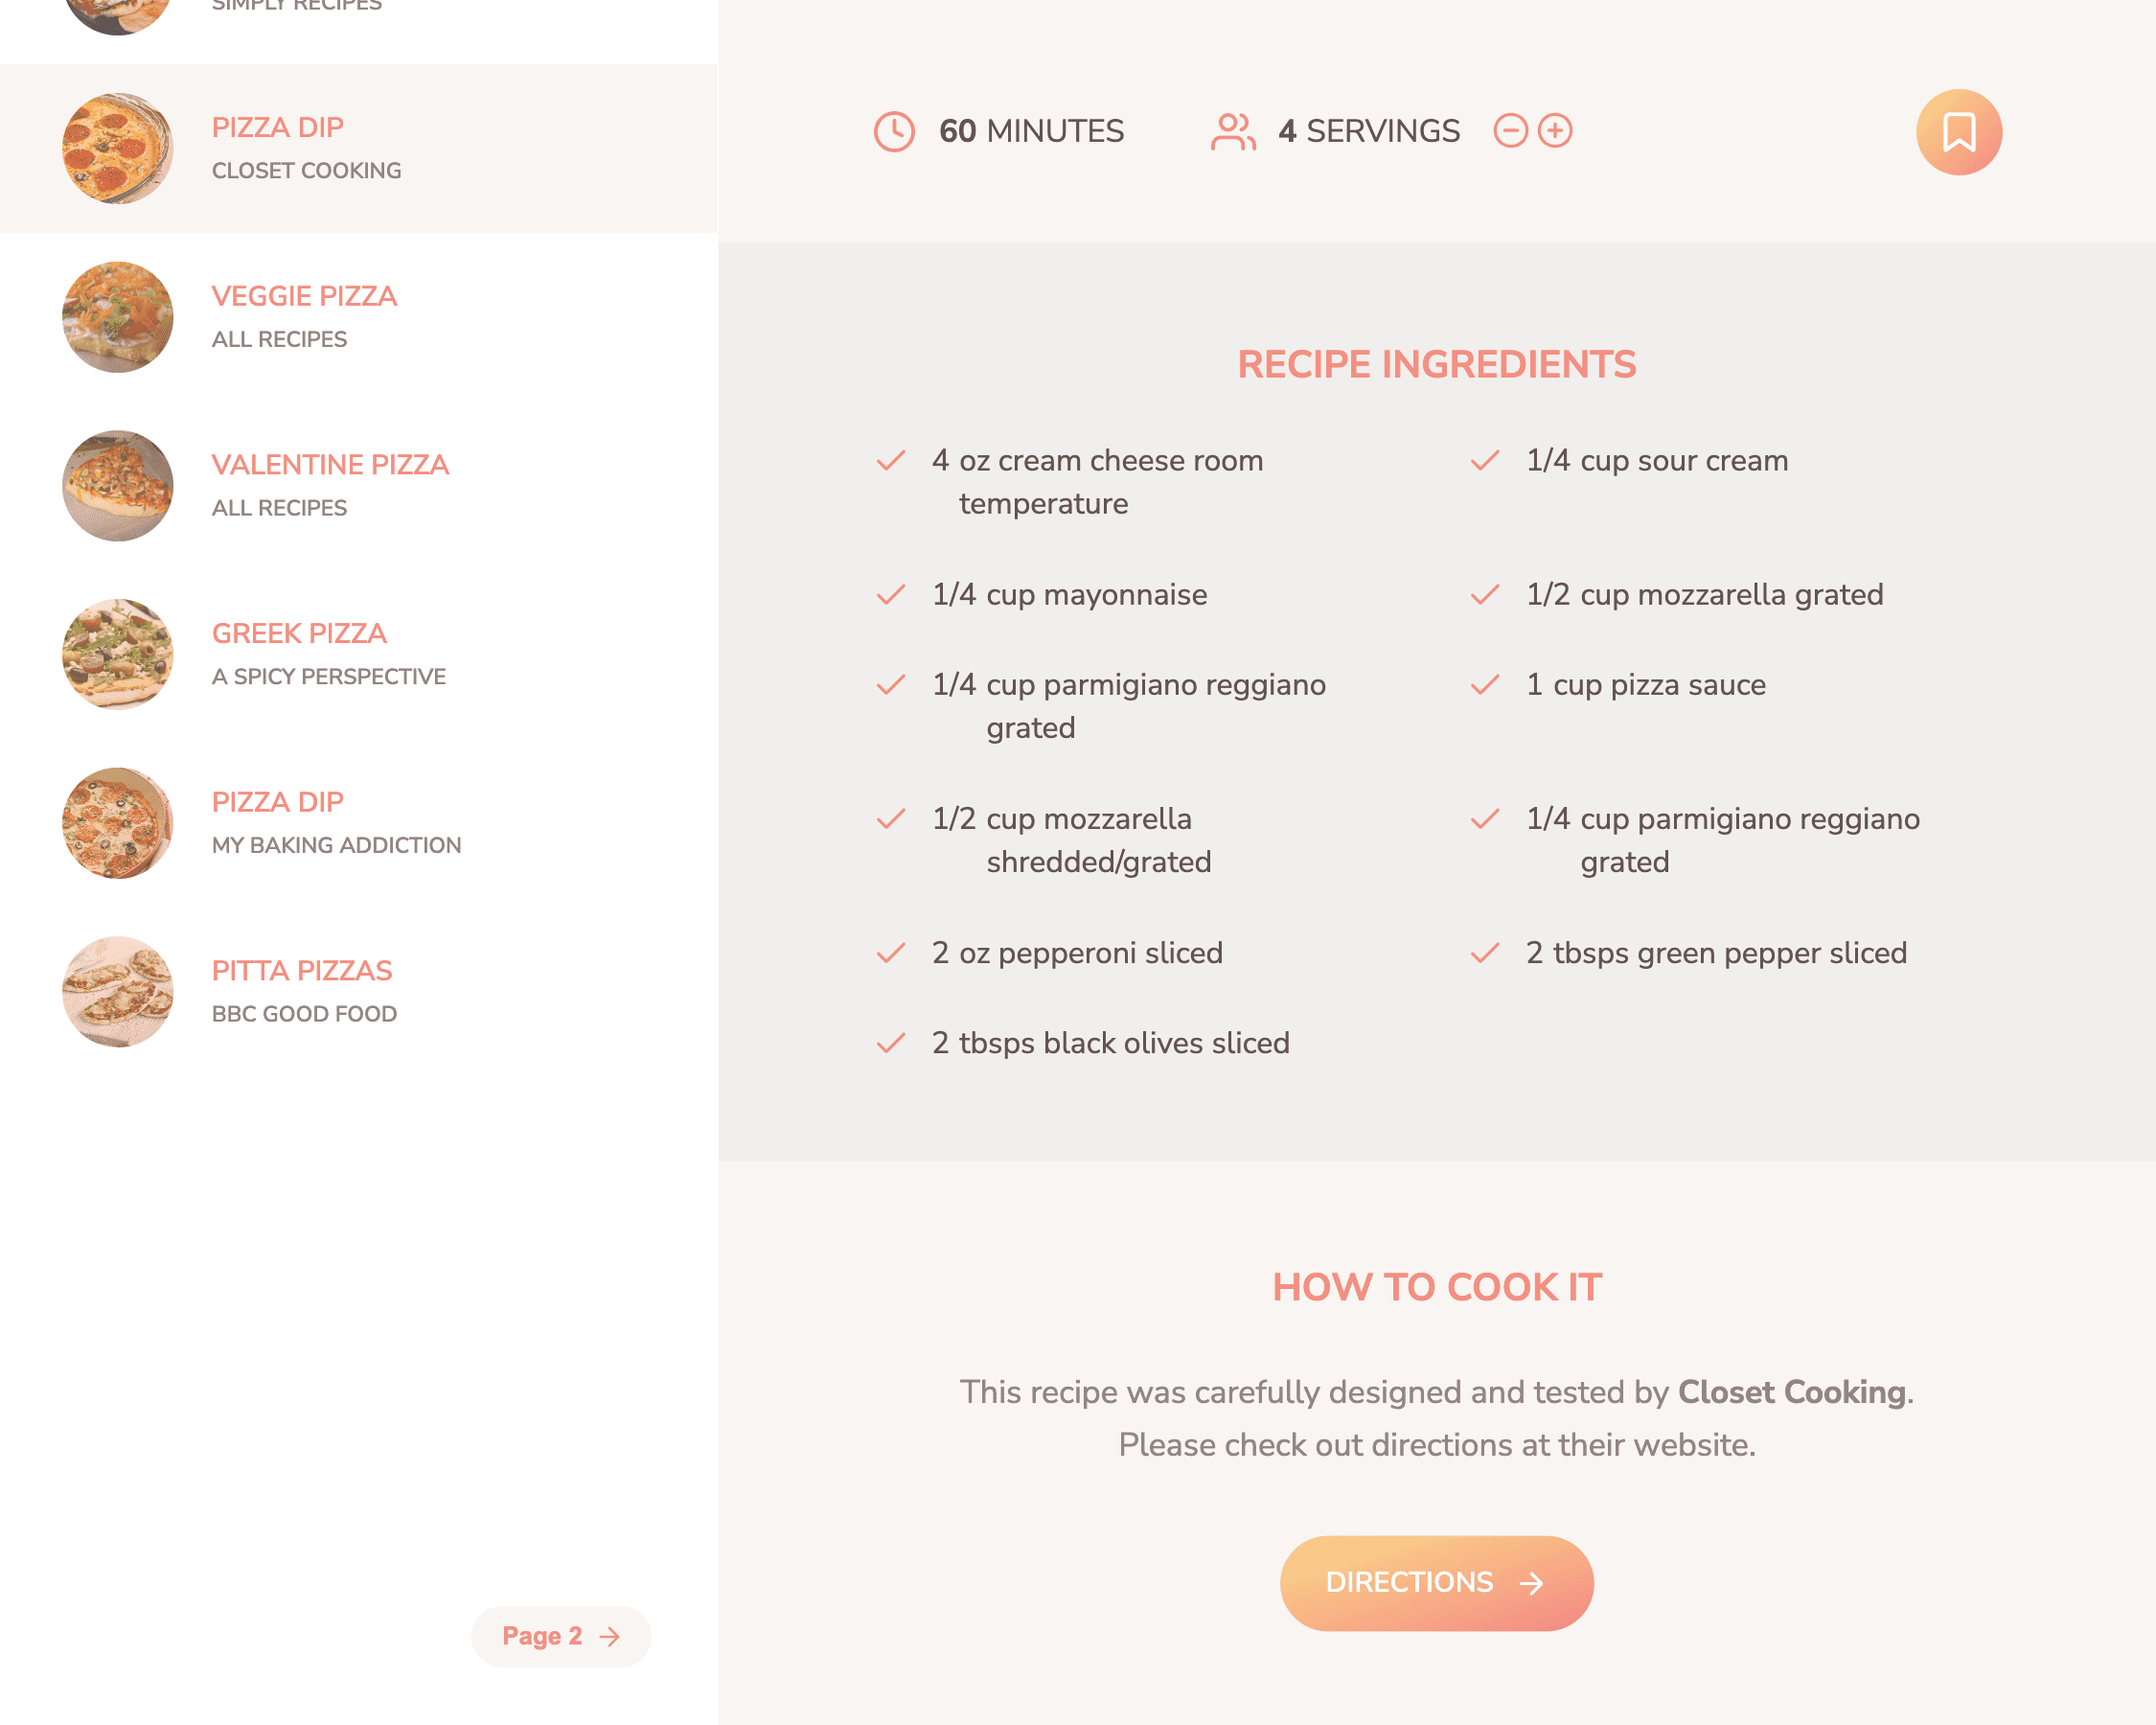 SIMPLY RECIPES
PIZZA DIP
CLOSET COOKING
VEGGIE PIZZA
ALL RECIPES
VALENTINE PIZZA
ALL RECIPES
GREEK PIZZA
A SPICY PERSPECTIVE
PIZZA DIP
MY BAKING ADDICTION
PITTA PIZZAS
BBC GOOD FOOD
Page 2
60 MINUTES
4 SERVINGS
RECIPE INGREDIENTS
4 oz cream cheese room
temperature
1/4 cup sour cream
1/4 cup mayonnaise
1/2 cup mozzarella grated
1/4 cup parmigiano reggiano
grated
1 cup pizza sauce
1/2 cup mozzarella
shredded/grated
1/4 cup parmigiano reggiano
grated
2 oz pepperoni sliced
2 tbsps green pepper sliced
2 tbsps black olives sliced
HOW TO COOK IT
This recipe was carefully designed and tested by Closet Cooking.
Please check out directions at their website.
DIRECTIONS